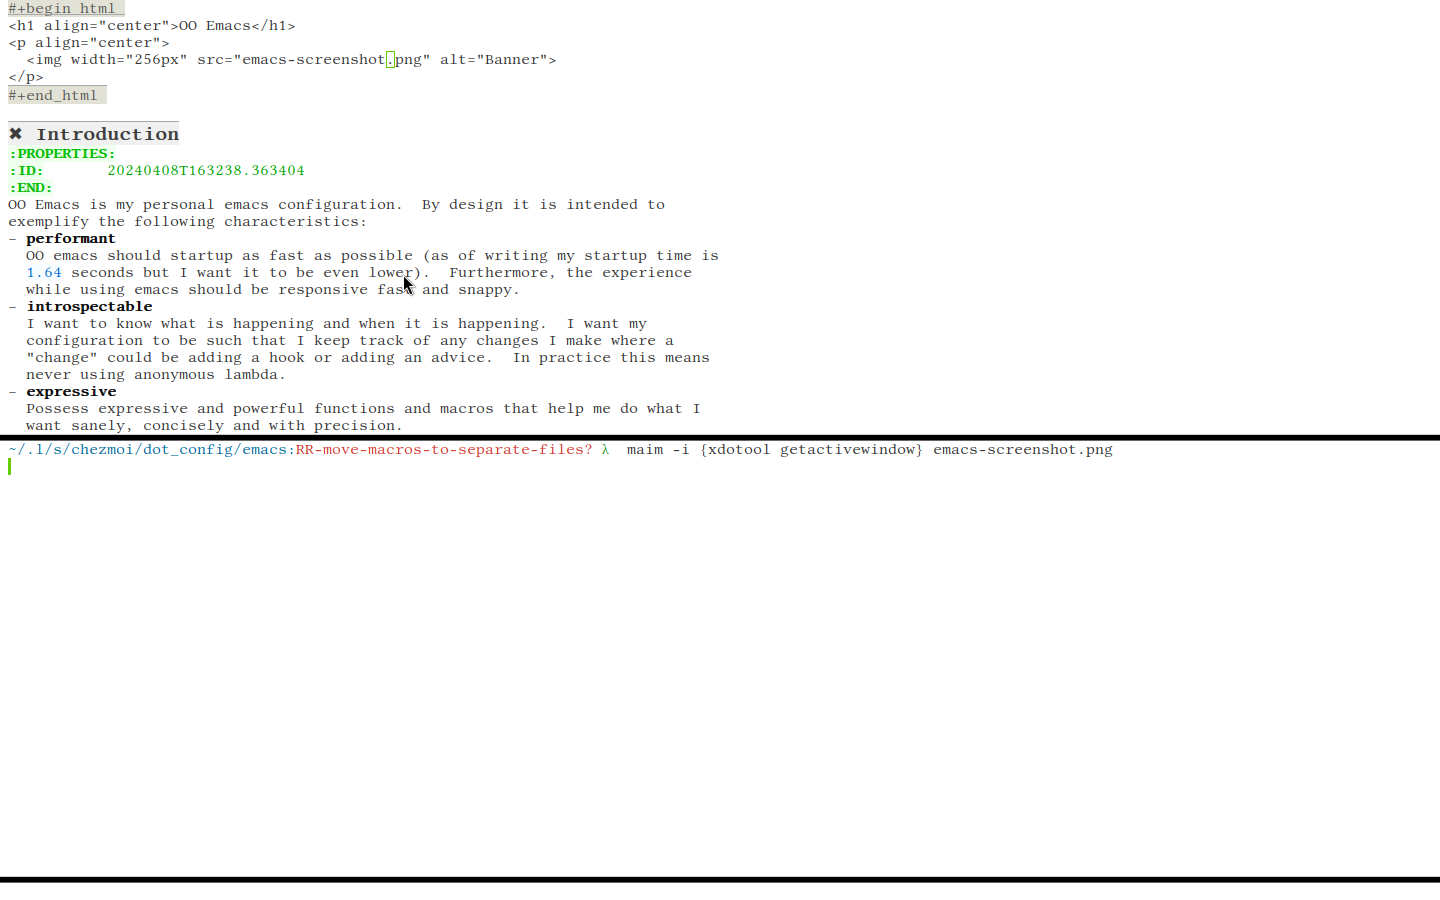 #+begin_html
<h1 align="center">OO Emacs</h1>
<p align="center">
  <img width="256px" src="emacs-screenshot.png" alt="Banner">
</p>
#+end_html
✖ Introduction
:PROPERTIES:
:ID:       20240408T163238.363404
:END:
OO Emacs is my personal emacs configuration.  By design it is intended to
exemplify the following characteristics:
– performant
  OO emacs should startup as fast as possible (as of writing my startup time is
  1.64 seconds but I want it to be even lower).  Furthermore, the experience
  while using emacs should be responsive fast and snappy.
– introspectable
  I want to know what is happening and when it is happening.  I want my
  configuration to be such that I keep track of any changes I make where a
  "change" could be adding a hook or adding an advice.  In practice this means
  never using anonymous lambda.
– expressive
  Possess expressive and powerful functions and macros that help me do what I
  want sanely, concisely and with precision.
~/.l/s/chezmoi/dot_config/emacs:RR-move-macros-to-separate-files? λ  maim -i {xdotool getactivewindow} emacs-screenshot.png